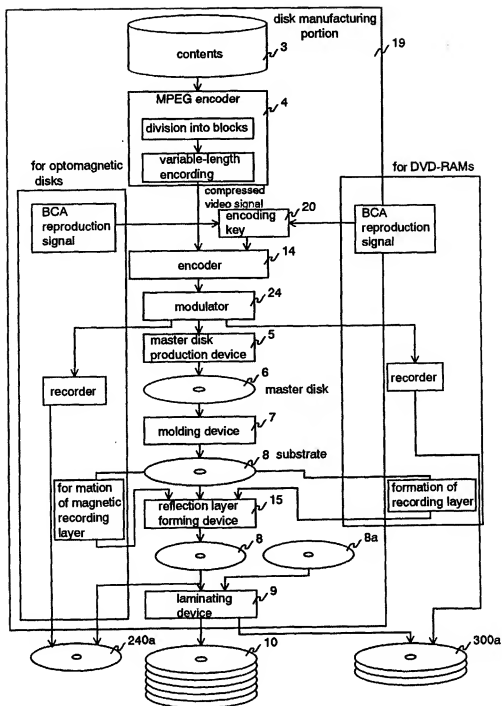 disk manufacturing
portion
19
contents
3
MPEG encoder
4
division into blocks
variable-length
encording
for optomagnetic
disks
for DVD-RAMs
compressed
video signal
20
BCA
reproduction
signal
encoding
key
BCA
reproduction
signal
encoder
14
modulator
24
master disk
production device
5
6
recorder
master disk
recorder
molding device
7
8 substrate
for mation
of magnetic
recording
layer
reflection layer
forming device
15
formation of
recording layer
8
8a
laminating
device
9
240a
10
300a